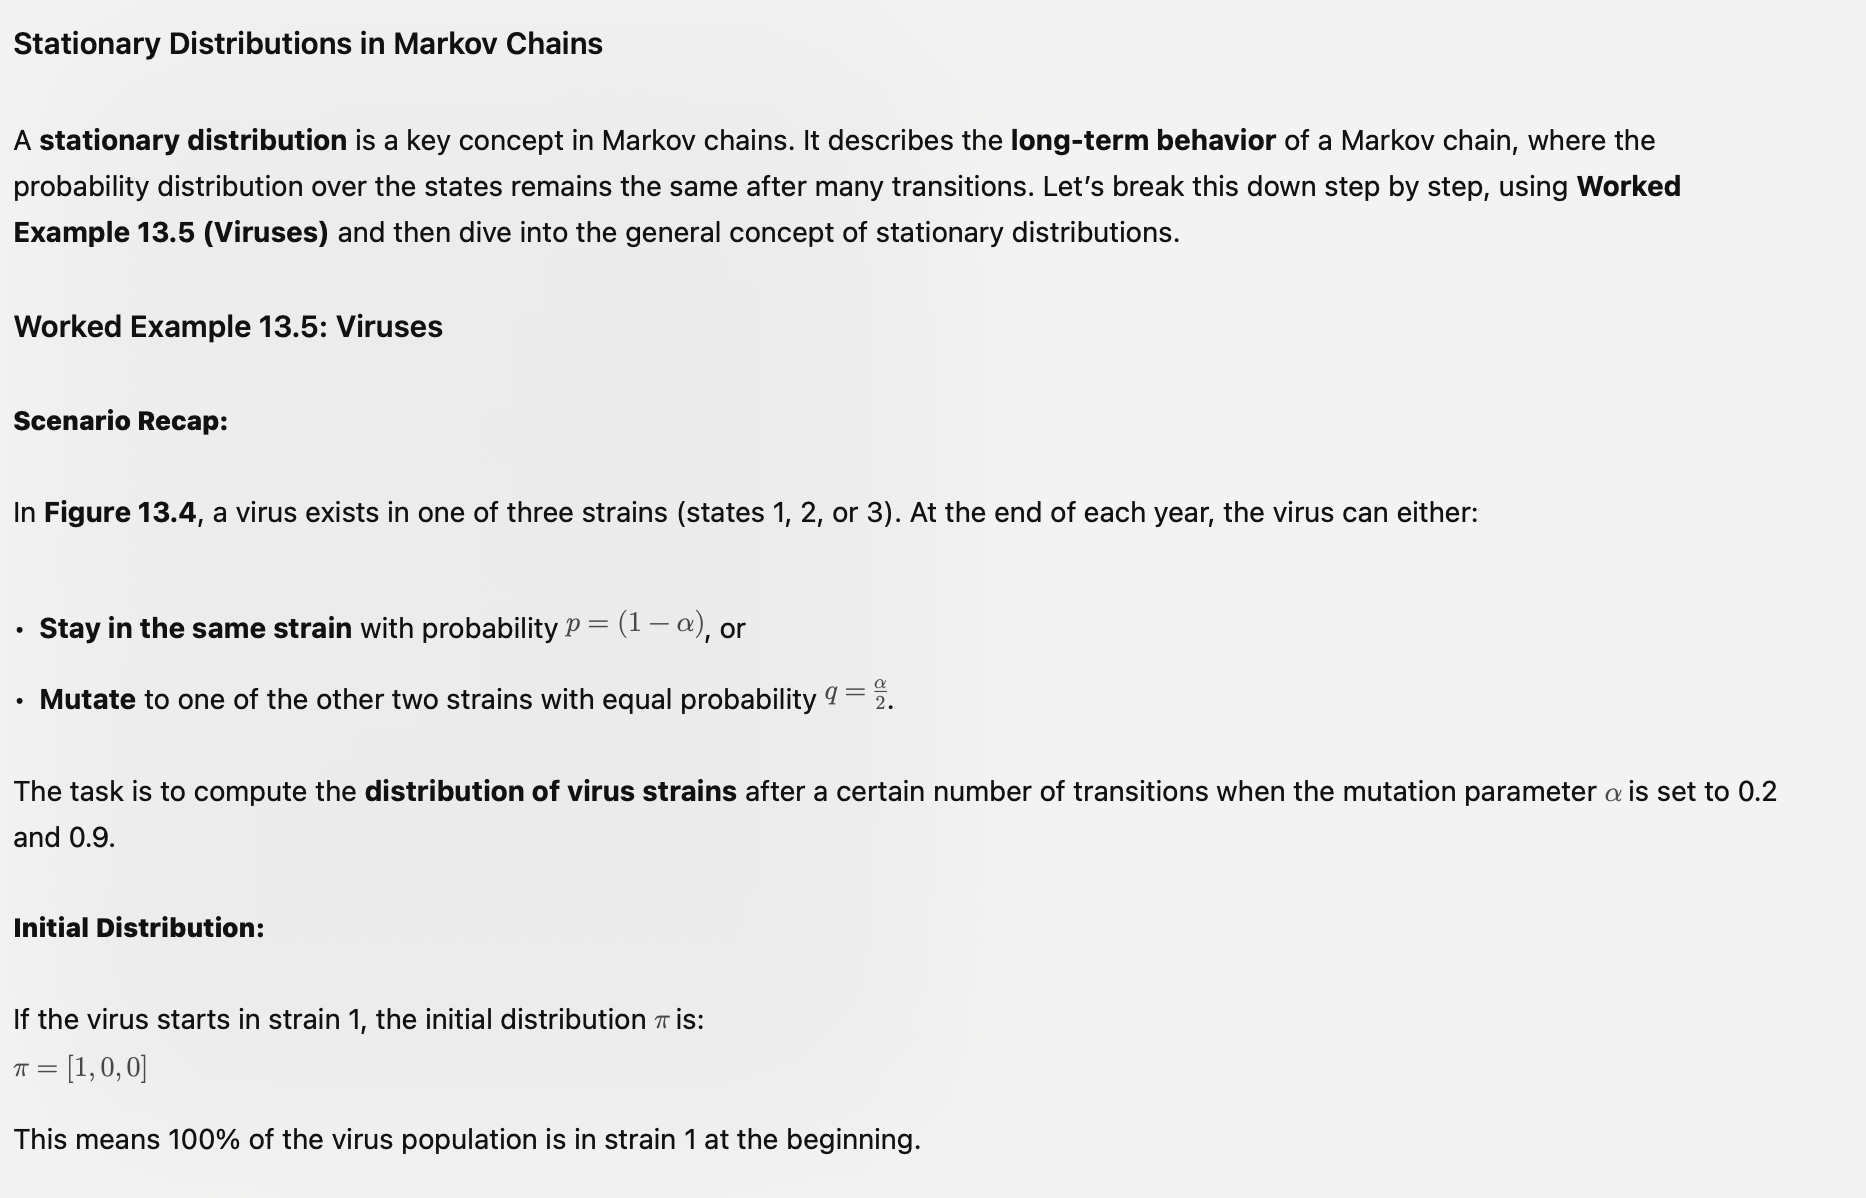 Stationary Distributions in Markov Chains
A stationary distribution is a key concept in Markov chains. It describes the long-term behavior of a Markov chain, where the
probability distribution over the states remains the same after many transitions. Let’s break this down step by step, using Worked
Example 13.5 (Viruses) and then dive into the general concept of stationary distributions.
Worked Example 13.5: Viruses
Scenario Recap:
In Figure 13.4, a virus exists in one of three strains (states 1, 2, or 3). At the end of each year, the virus can either:
• Stay in the same strain with probability p = (1 − α), or
• Mutate to one of the other two strains with equal probability q = α/2.
The task is to compute the distribution of virus strains after a certain number of transitions when the mutation parameter α is set to 0.2
and 0.9.
Initial Distribution:
If the virus starts in strain 1, the initial distribution π is:
π = [1, 0, 0]
This means 100% of the virus population is in strain 1 at the beginning.